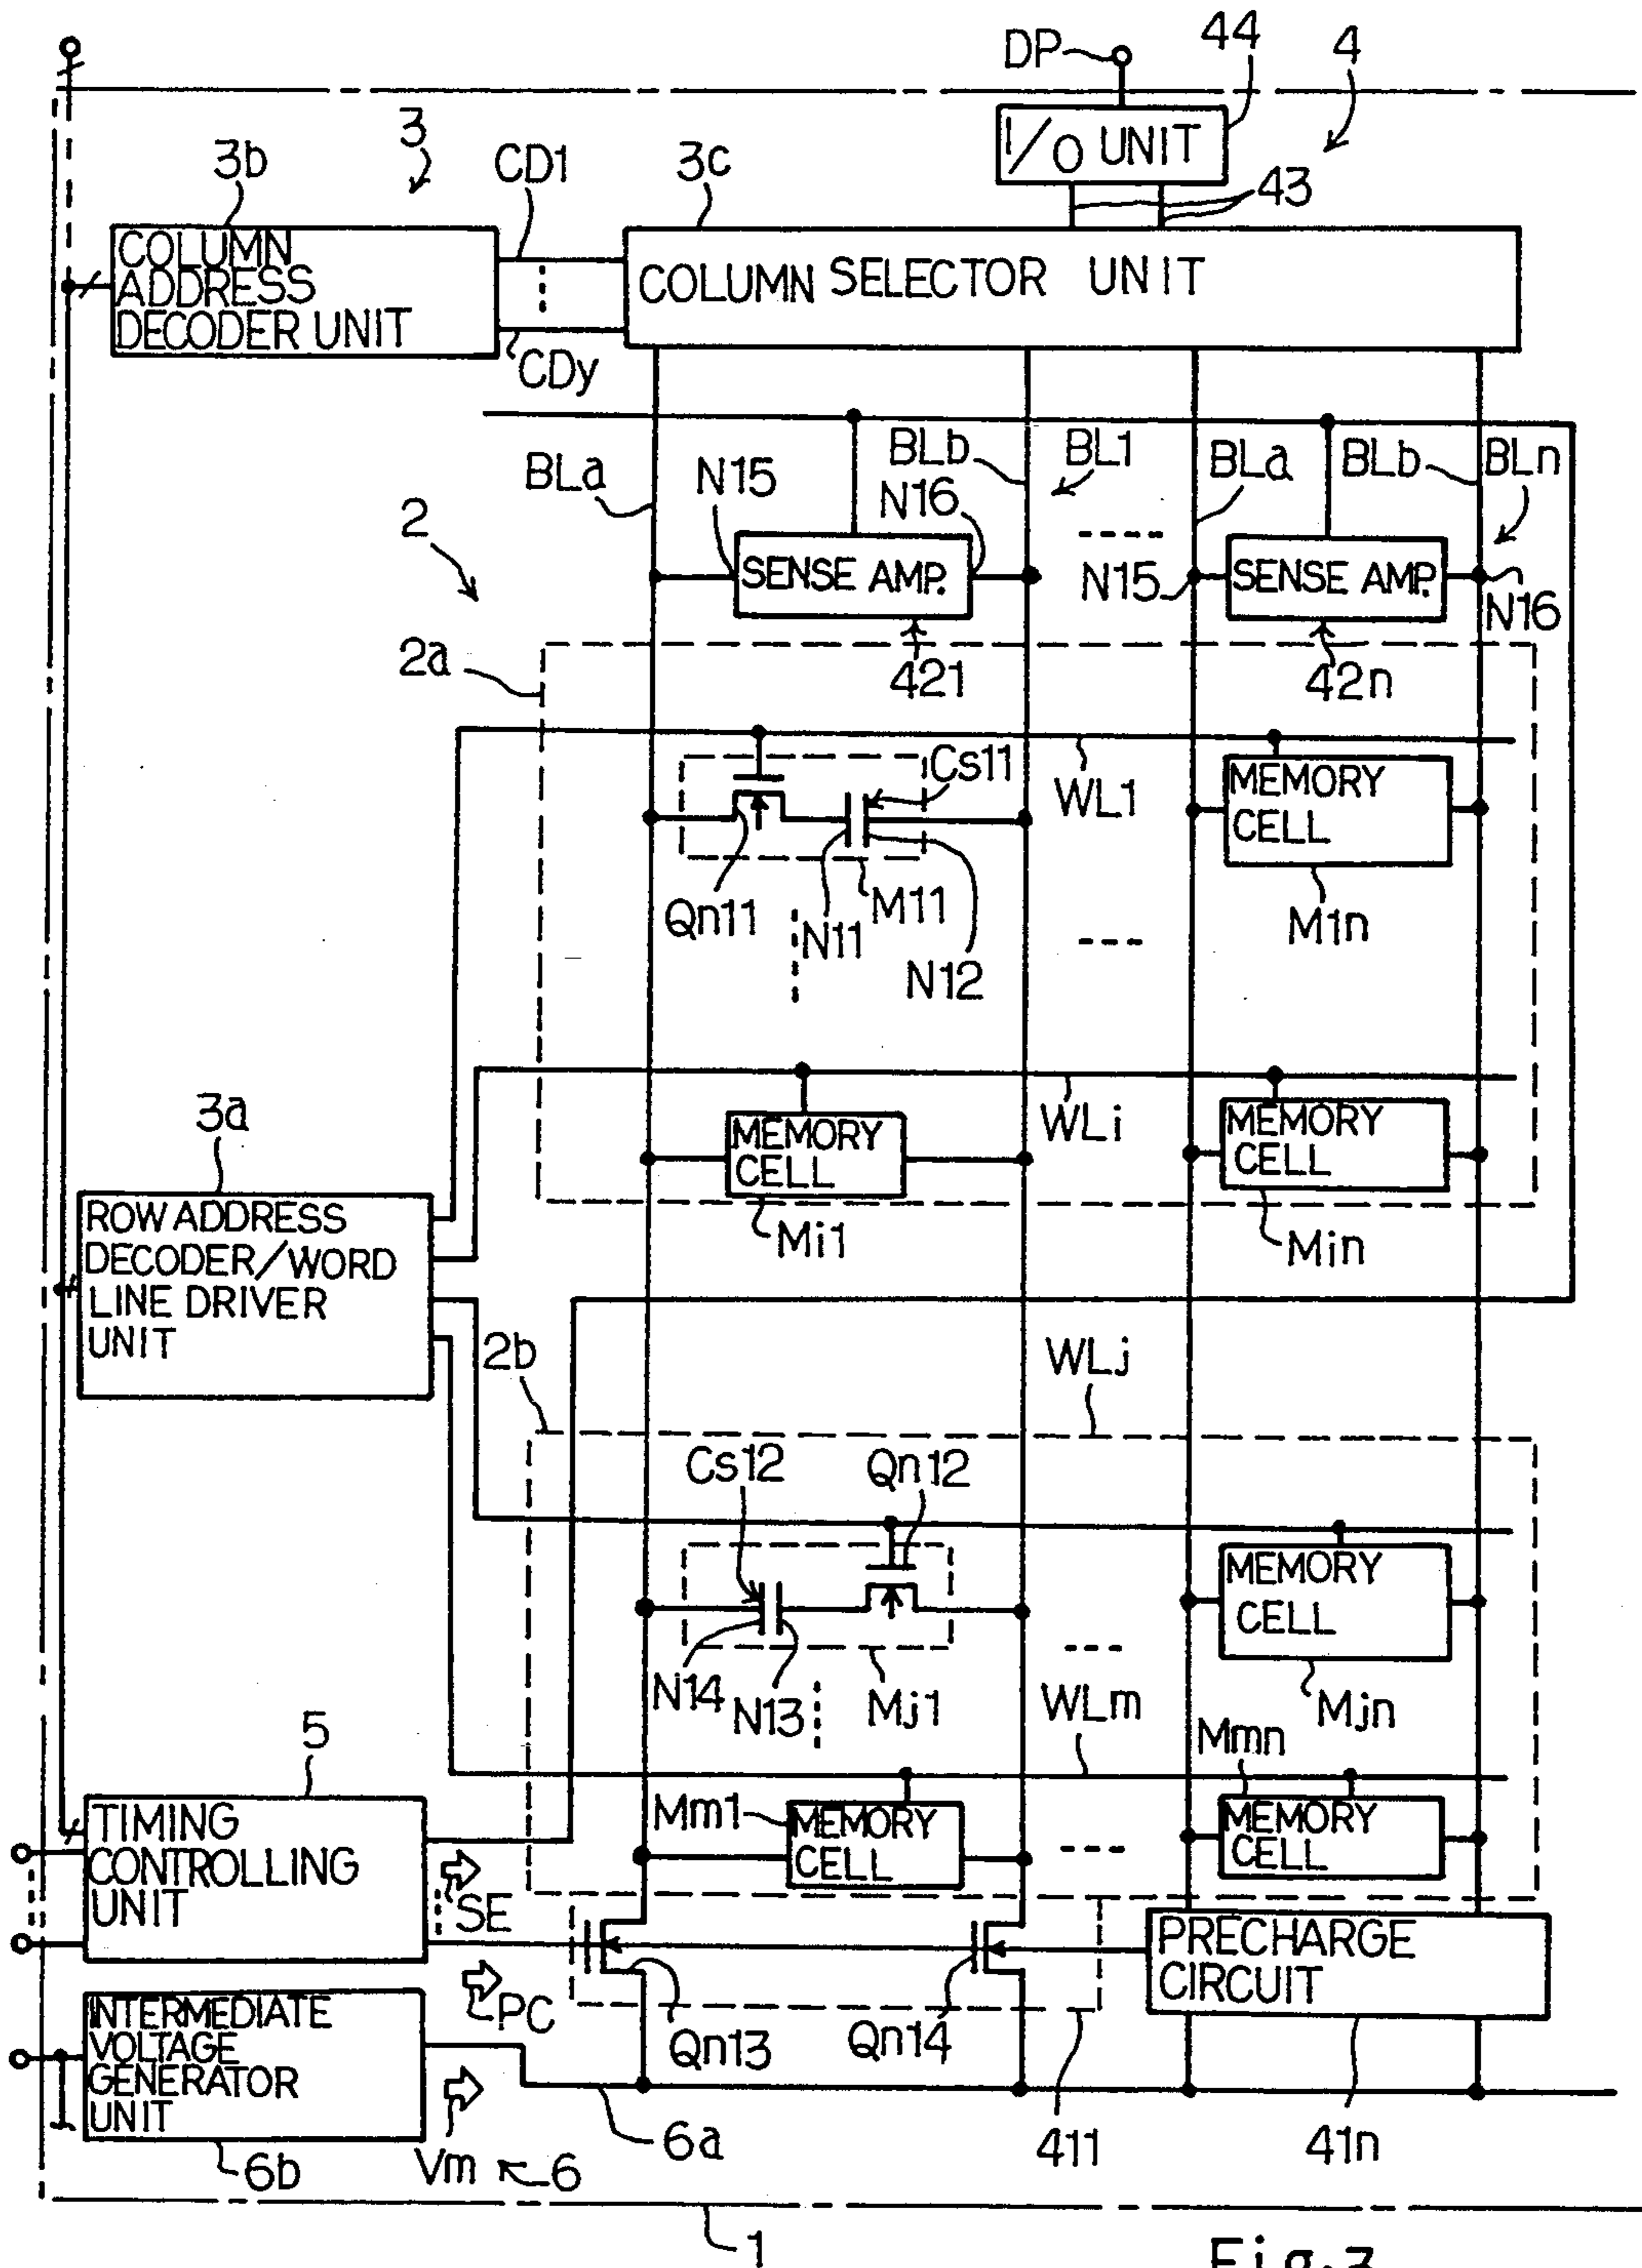 DP
44
4
I/O UNIT
43
3b
3
CD1
3c
COLUMN
ADDRESS
DECODER UNIT
COLUMN SELECTOR UNIT
CDy
BLa
N15
BLb
N16
BL1
BLa
BLb
BLn
2
SENSE AMP.
N15
SENSE AMP.
N16
2a
421
42n
Cs11
WL1
MEMORY
CELL
Qn11
N11
M11
N12
M1n
3a
WLi
MEMORY
CELL
MEMORY
CELL
Mi1
Min
ROW ADDRESS
DECODER/WORD
LINE DRIVER
UNIT
2b
WLj
Cs12
Qn12
MEMORY
CELL
N14
N13
Mj1
WLm
Mjn
5
Mmn
Mm1
MEMORY
CELL
MEMORY
CELL
TIMING
CONTROLLING
UNIT
SE
PRECHARGE
CIRCUIT
PC
Qn13
Qn14
INTERMEDIATE
VOLTAGE
GENERATOR
UNIT
6a
411
41n
6b
Vm
6
1
Fig.3